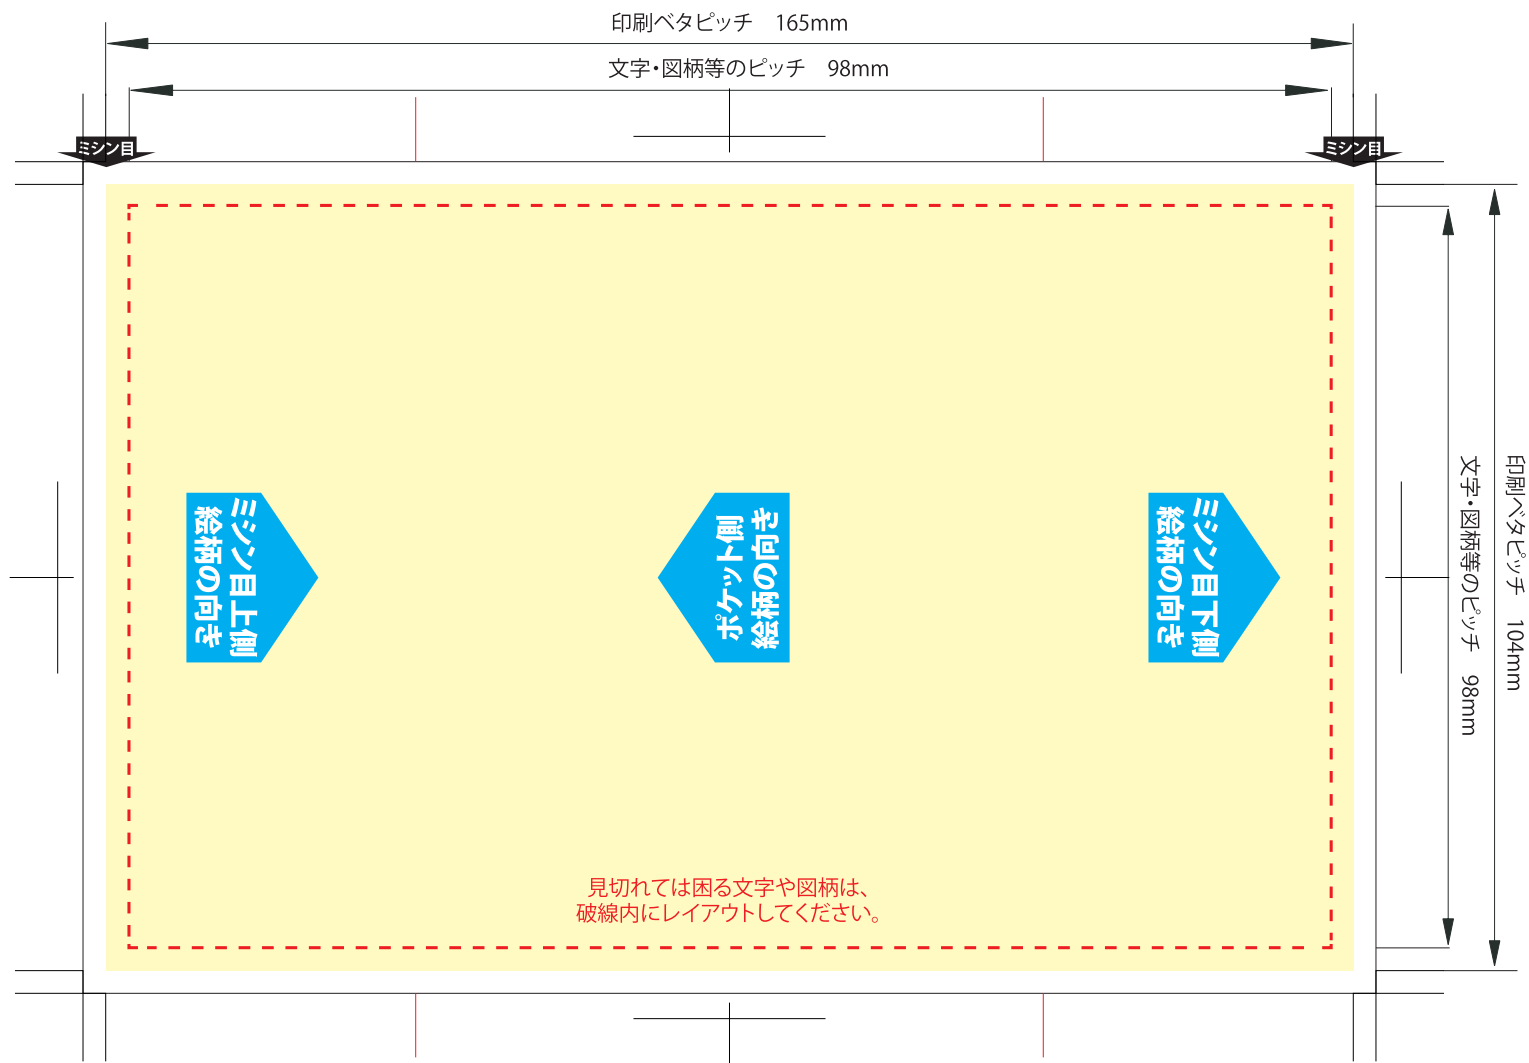 印刷ベタピッチ　165mm
文字・図柄等のピッチ　98mm
ミシン目
ミシン目
ミシン目上側
絵柄の向き
ポケット側
絵柄の向き
ミシン目下側
絵柄の向き
印刷ベタピッチ　104mm
文字・図柄等のピッチ　98mm
見切れては困る文字や図柄は、
破線内にレイアウトしてください。